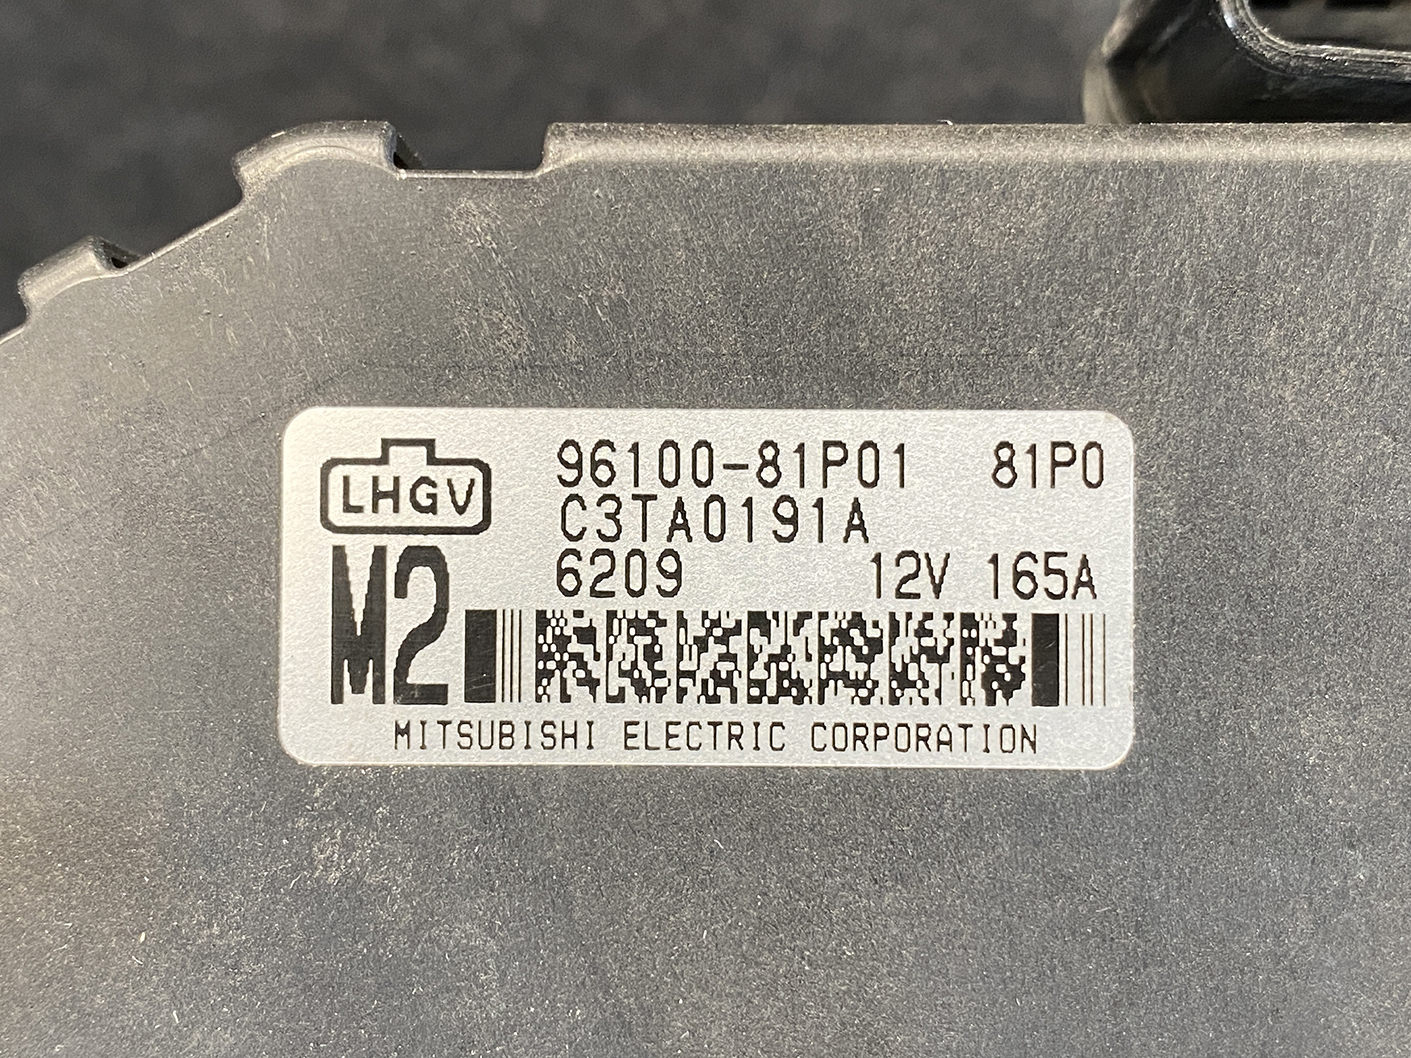 LHGV
96100-81P01 81P0
C3TA0191A
6209 12V 165A
M2
MITSUBISHI ELECTRIC CORPORATION